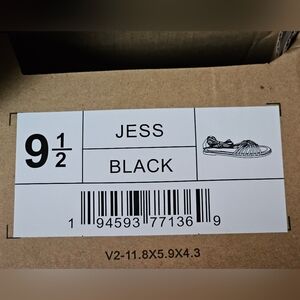 9 1/2
JESS
BLACK
1 94593 77136 9
V2-11.8X5.9X4.3